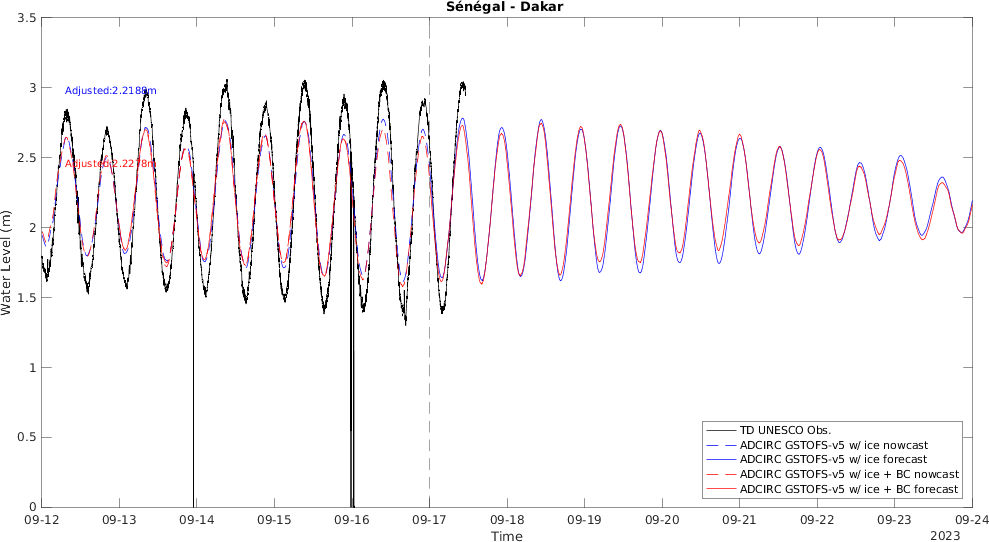 Sénégal - Dakar
3.5
3
2.5
2
1.5
1
0.5
0
Water Level (m)
Adjusted:2.2188m
Adjusted:2.2278m
TD UNESCO Obs.
ADCIRC GSTOFS-v5 w/ ice nowcast
ADCIRC GSTOFS-v5 w/ ice forecast
ADCIRC GSTOFS-v5 w/ ice + BC nowcast
ADCIRC GSTOFS-v5 w/ ice + BC forecast
09-12 09-13 09-14 09-15 09-16 09-17 09-18 09-19 09-20 09-21 09-22 09-23 09-24
Time
2023